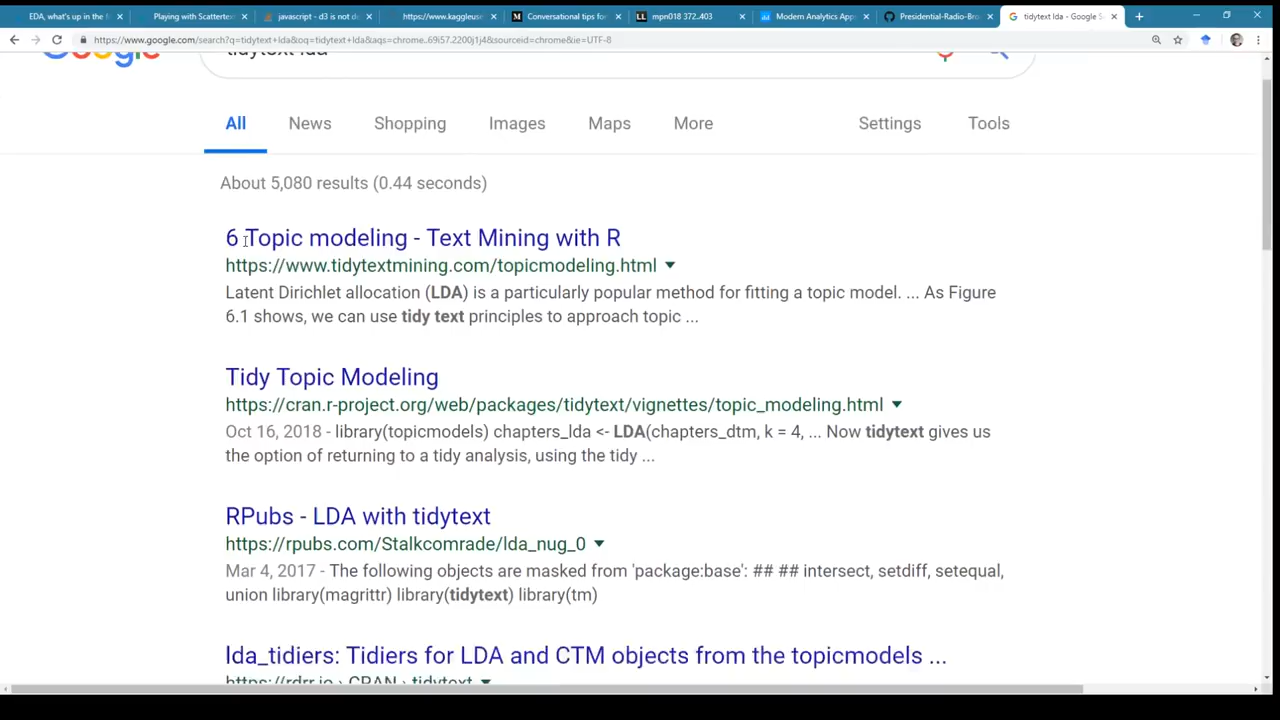 EDA, what's up in the
Playing with Scattertex
javascript - d3 is not de
https://www.kaggleuse
Conversational tips for
mpn018 372..403
Modern Analytics Apps
Presidential-Radio-Bro
tidytext lda - Google Se
https://www.google.com/search?q=tidytext+lda&oq=tidytext+lda&aqs=chrome..69i57.2200j1j4&sourceid=chrome&ie=UTF-8
tidytext lda
All News Shopping Images Maps More Settings Tools
About 5,080 results (0.44 seconds)
6 Topic modeling - Text Mining with R
https://www.tidytextmining.com/topicmodeling.html
Latent Dirichlet allocation (LDA) is a particularly popular method for fitting a topic model. ... As Figure
6.1 shows, we can use tidy text principles to approach topic ...
Tidy Topic Modeling
https://cran.r-project.org/web/packages/tidytext/vignettes/topic_modeling.html
Oct 16, 2018 - library(topicmodels) chapters_lda <- LDA(chapters_dtm, k = 4, ... Now tidytext gives us
the option of returning to a tidy analysis, using the tidy ...
RPubs - LDA with tidytext
https://rpubs.com/Stalkcomrade/lda_nug_0
Mar 4, 2017 - The following objects are masked from 'package:base': ## ## intersect, setdiff, setequal,
union library(magrittr) library(tidytext) library(tm)
lda_tidiers: Tidiers for LDA and CTM objects from the topicmodels ...
https://rdrr.io › CRAN › tidytext